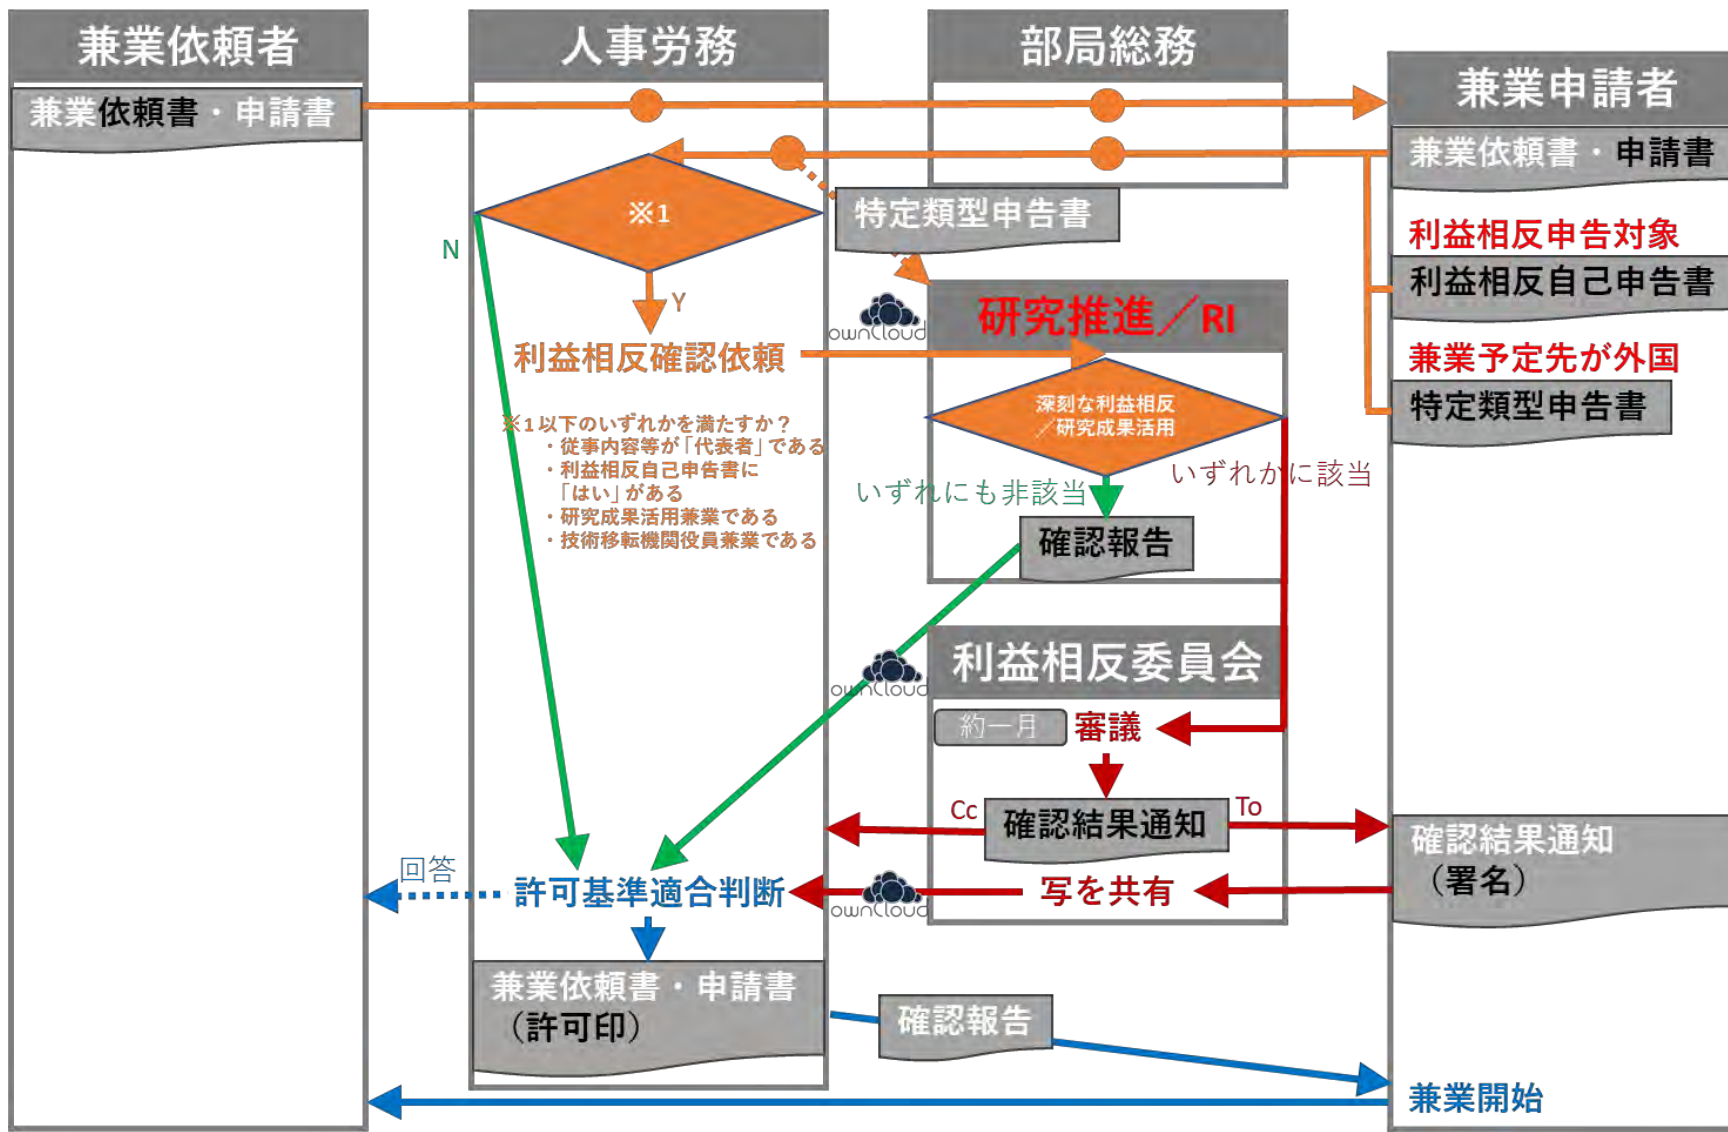 兼業依頼者
人事労務
部局総務
兼業申請者
兼業依頼書・申請書
兼業依頼書・申請書
※1
N
Y
特定類型申告書
利益相反申告対象
利益相反自己申告書
兼業予定先が外国
特定類型申告書
ownCloud
研究推進／RI
利益相反確認依頼
深刻な利益相反
／研究成果活用
※1以下のいずれかを満たすか？
・従事内容等が「代表者」である
・利益相反自己申告書に
「はい」がある
・研究成果活用兼業である
・技術移転機関役員兼業である
いずれにも非該当
いずれかに該当
確認報告
ownCloud
利益相反委員会
約一月
審議
Cc
確認結果通知
To
確認結果通知
（署名）
回答
許可基準適合判断
ownCloud
写を共有
兼業依頼書・申請書
（許可印）
確認報告
兼業開始